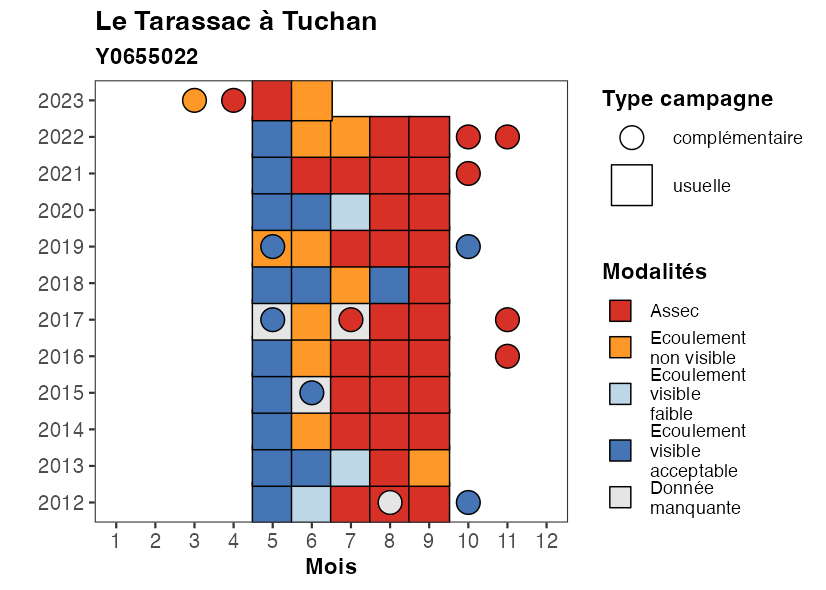 Le Tarassac à Tuchan
Y0655022
2023
2022
2021
2020
2019
2018
2017
2016
2015
2014
2013
2012
1 2 3 4 5 6 7 8 9 10 11 12
Mois
Type campagne
complémentaire
usuelle
Modalités
Assec
Ecoulement
non visible
Ecoulement
visible
faible
Ecoulement
visible
acceptable
Donnée
manquante